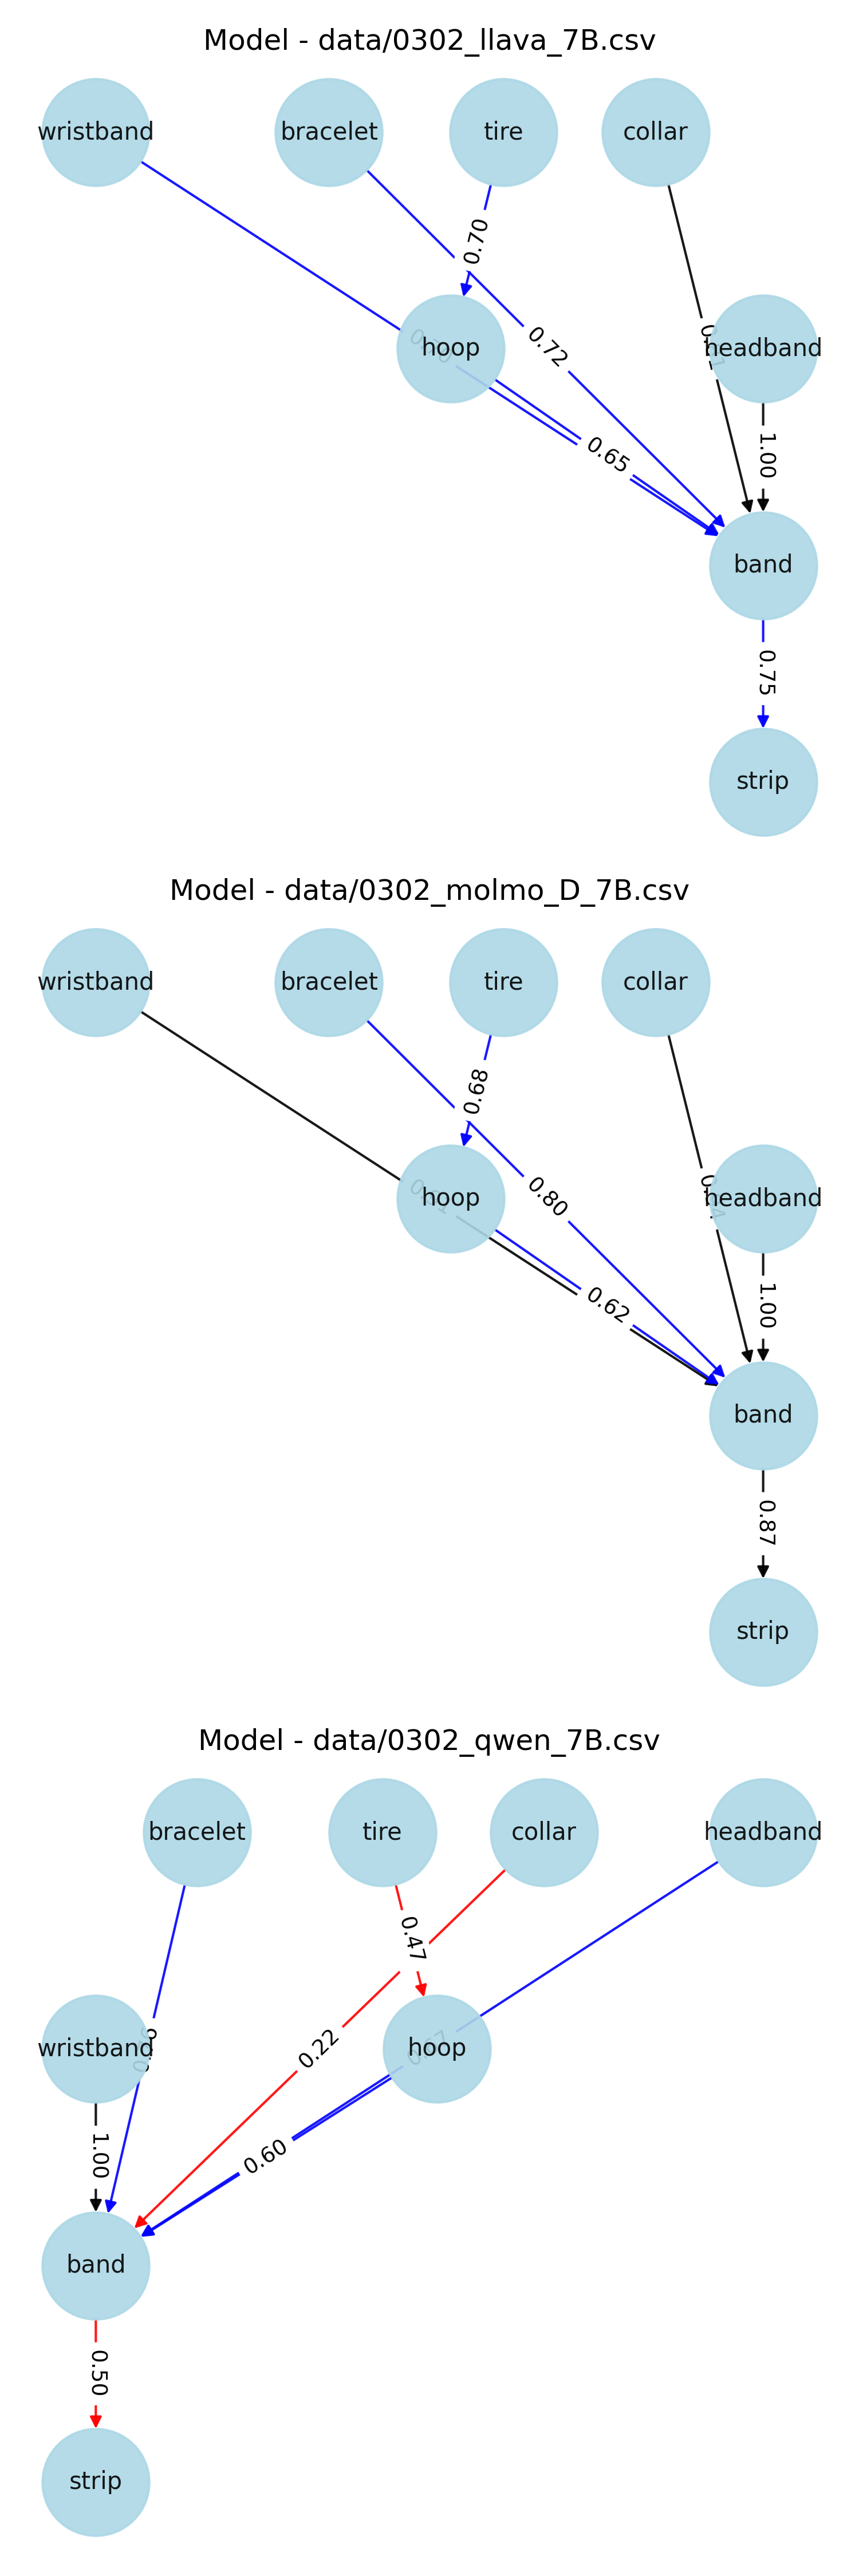 Model - data/0302_llava_7B.csv
wristband
bracelet
tire
collar
0.70
hoop
0.72
headband
0.65
1.00
band
0.75
strip
Model - data/0302_molmo_D_7B.csv
wristband
bracelet
tire
collar
0.68
hoop
0.80
headband
0.62
1.00
band
0.87
strip
Model - data/0302_qwen_7B.csv
bracelet
tire
collar
headband
0.47
wristband
0.22
hoop
1.00
0.60
band
0.50
strip